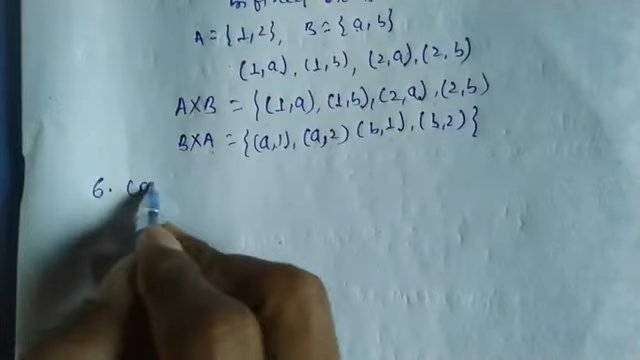 A = {1,2}, B = {a,b}
(1,a), (1,b), (2,a), (2,b)
A×B = {(1,a), (1,b), (2,a), (2,b)
B×A = {(a,1), (a,2) (b,1), (b,2)}
6. (a